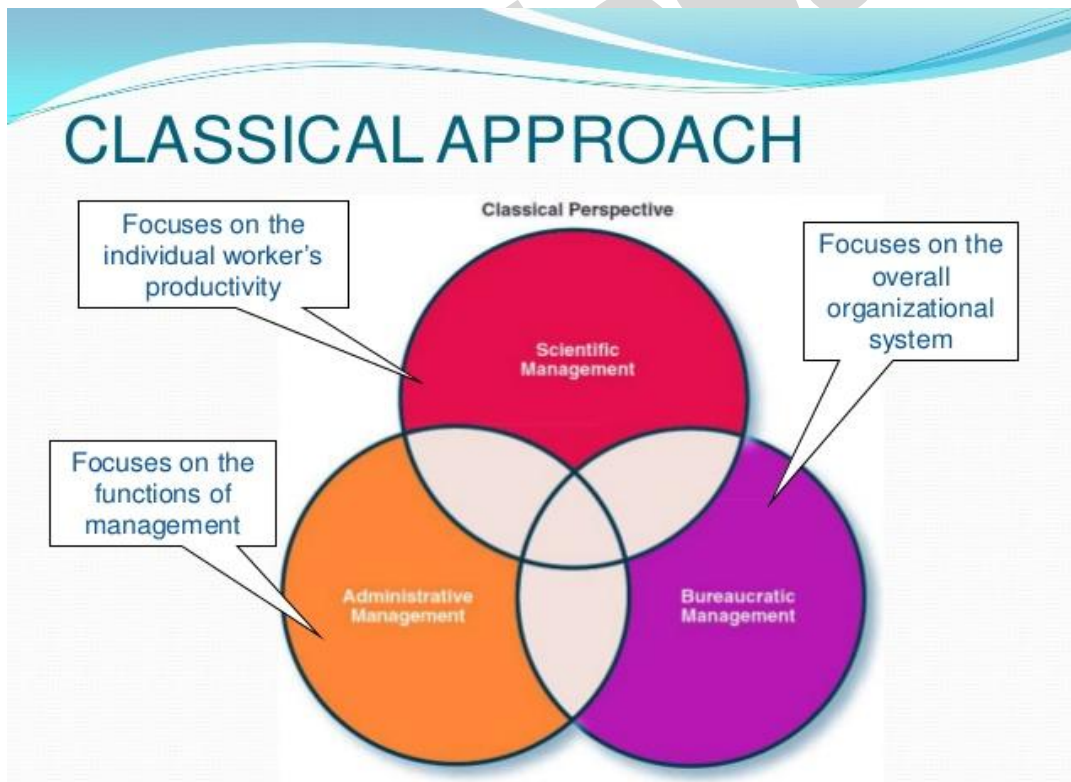 CLASSICAL APPROACH
Classical Perspective
Focuses on the
individual worker's
productivity
Focuses on the
overall
organizational
system
Scientific
Management
Focuses on the
functions of
management
Administrative
Management
Bureaucratic
Management